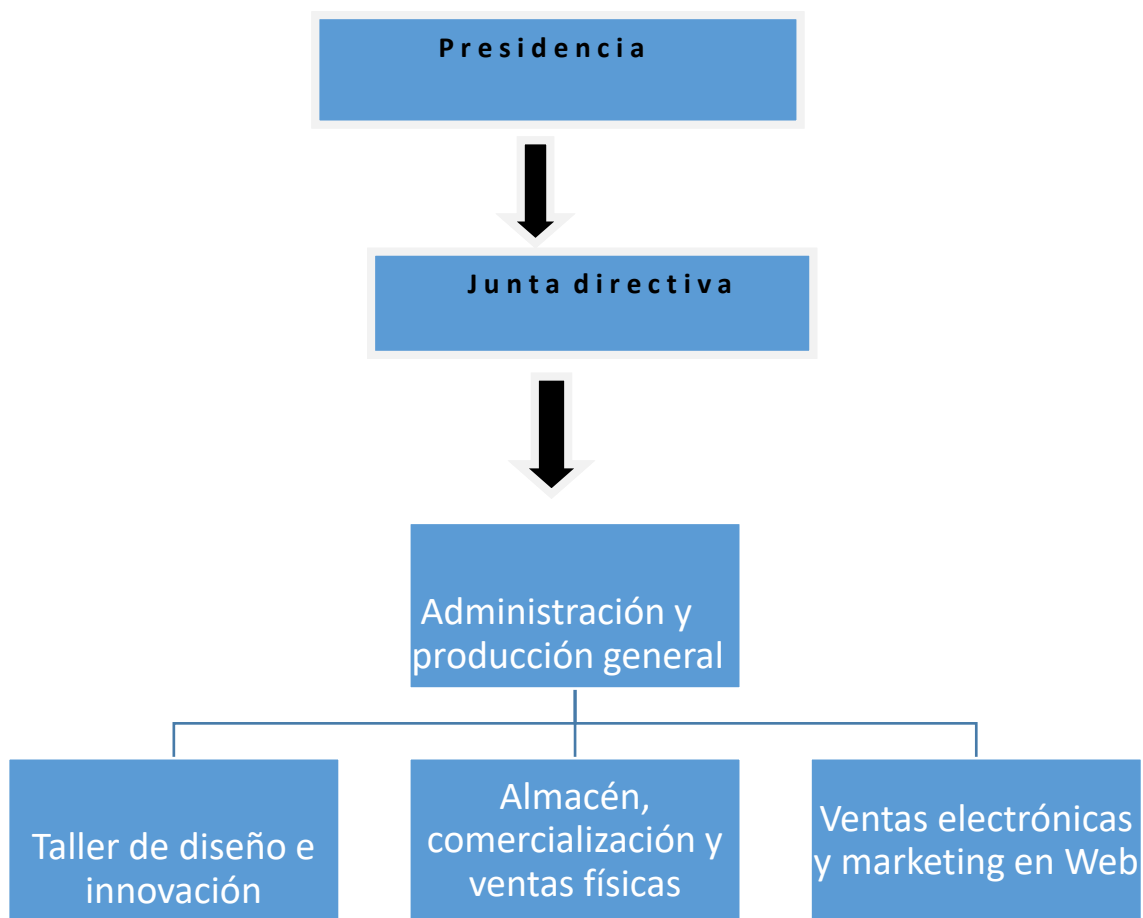 Presidencia
Junta directiva
Administración y
producción general
Taller de diseño e
innovación
Almacén,
comercialización y
ventas físicas
Ventas electrónicas
y marketing en Web